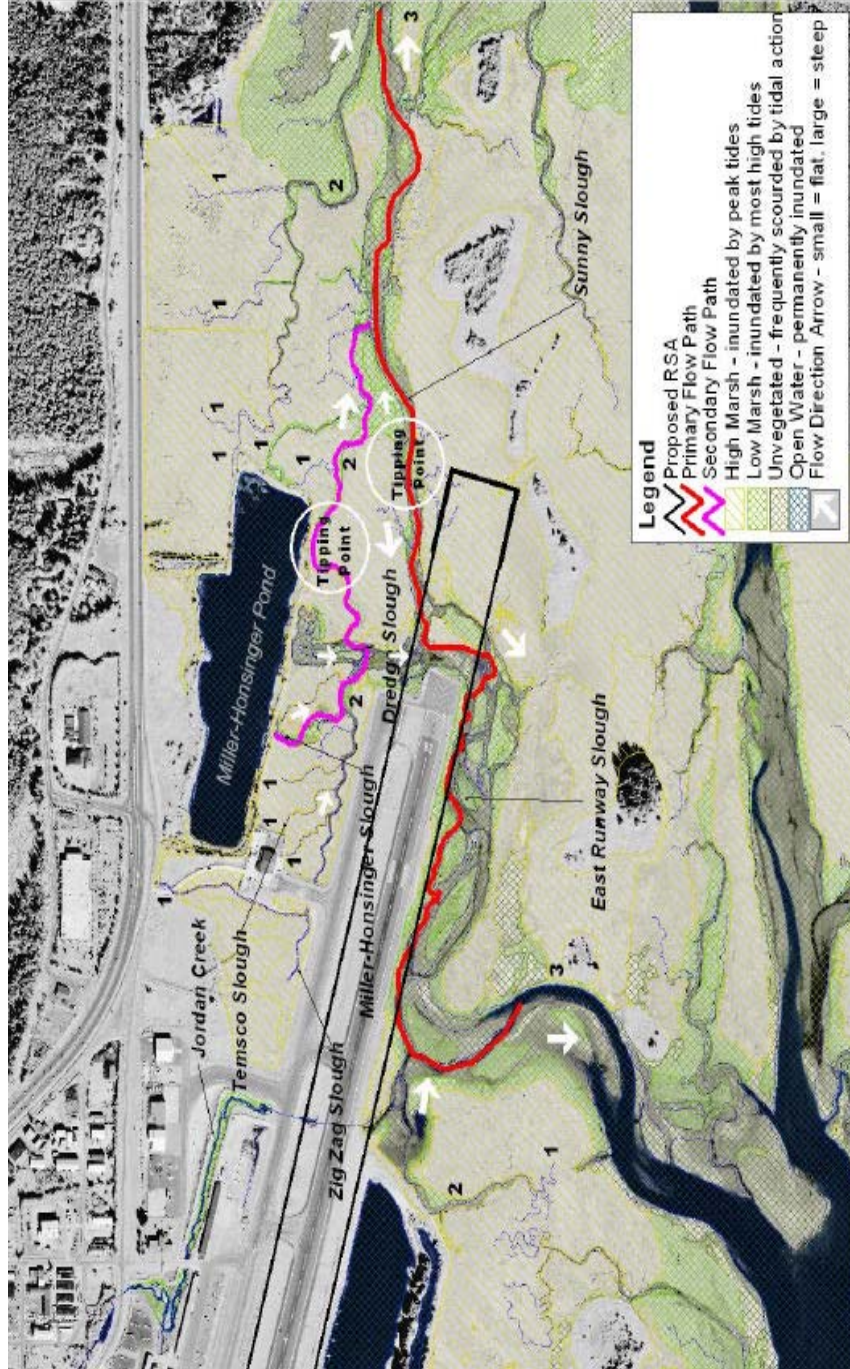 1
2
3
1
1
1
1
1
2
Miller-Honsinger Pond
Tipping
Point
Tipping
Point
Sunny Slough
Dredge Slough
2
1
1
1
1
Jordan Creek
Temsco Slough
Miller-Honsinger Slough
Zig Zag Slough
East Runway Slough
3
2
1
Legend
Proposed RSA
Primary Flow Path
Secondary Flow Path
High Marsh - inundated by peak tides
Low Marsh - inundated by most high tides
Unvegetated - frequently scoured by tidal action
Open Water - permanently inundated
Flow Direction Arrow - small = flat, large = steep